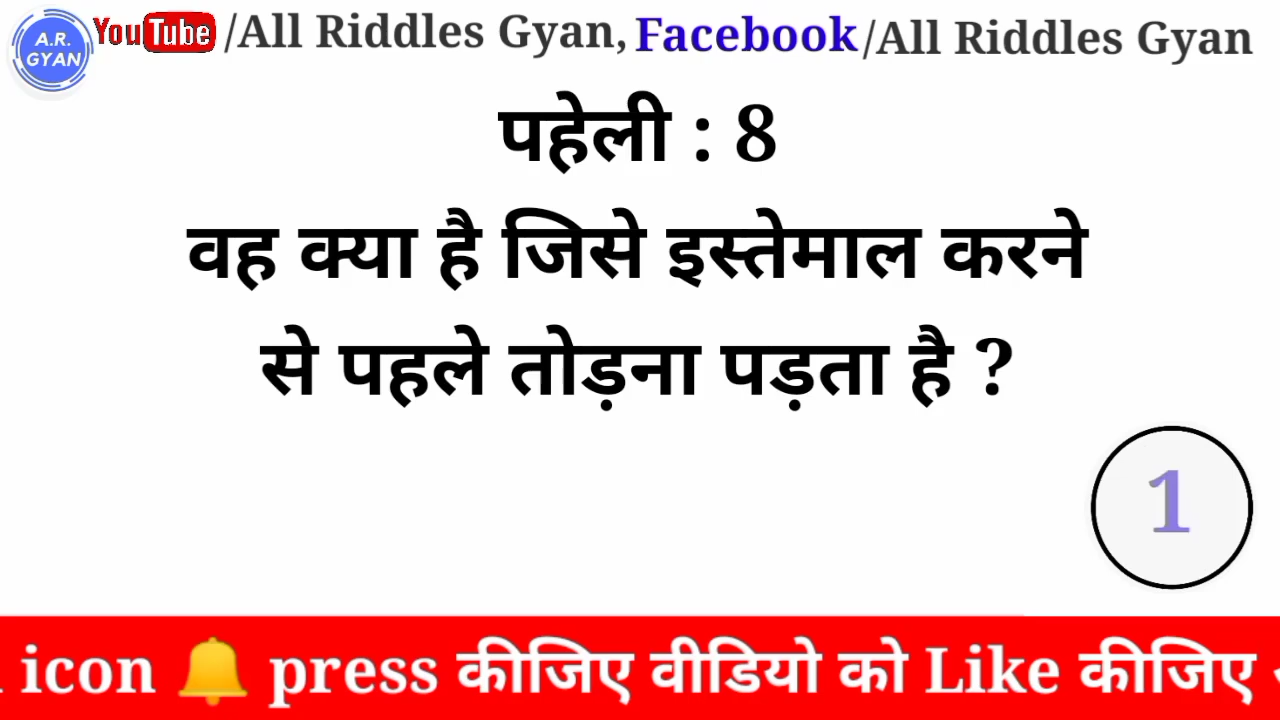 A.R. GYAN
YouTube /All Riddles Gyan, Facebook /All Riddles Gyan
पहेली : 8
वह क्या है जिसे इस्तेमाल करने
से पहले तोड़ना पड़ता है ?
1
icon 🔔 press कीजिए वीडियो को Like कीजिए